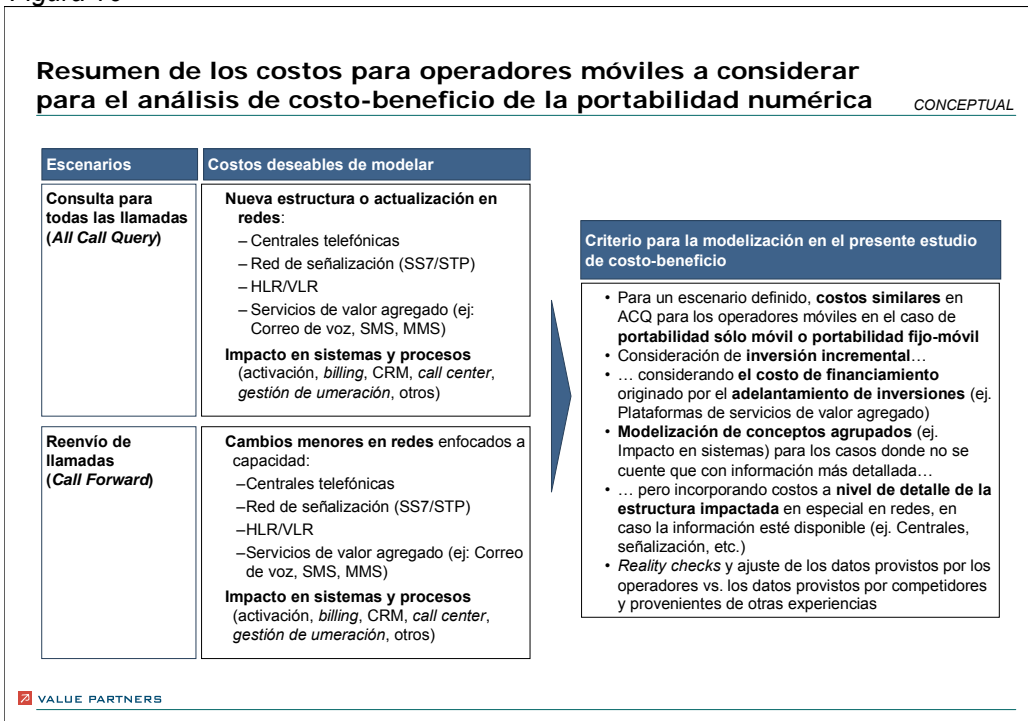 Resumen de los costos para operadores móviles a considerar
para el análisis de costo-beneficio de la portabilidad numérica
CONCEPTUAL
Escenarios
Costos deseables de modelar
Consulta para
todas las llamadas
(All Call Query)
Nueva estructura o actualización en
redes:
– Centrales telefónicas
– Red de señalización (SS7/STP)
– HLR/VLR
– Servicios de valor agregado (ej:
Correo de voz, SMS, MMS)
Impacto en sistemas y procesos
(activación, billing, CRM, call center,
gestión de umeración, otros)
Reenvío de
llamadas
(Call Forward)
Cambios menores en redes enfocados a
capacidad:
–Centrales telefónicas
–Red de señalización (SS7/STP)
–HLR/VLR
–Servicios de valor agregado (ej: Correo
de voz, SMS, MMS)
Impacto en sistemas y procesos
(activación, billing, CRM, call center,
gestión de umeración, otros)
Criterio para la modelización en el presente estudio
de costo-beneficio
• Para un escenario definido, costos similares en
ACQ para los operadores móviles en el caso de
portabilidad sólo móvil o portabilidad fijo-móvil
• Consideración de inversión incremental…
• … considerando el costo de financiamiento
originado por el adelantamiento de inversiones (ej.
Plataformas de servicios de valor agregado)
• Modelización de conceptos agrupados (ej.
Impacto en sistemas) para los casos donde no se
cuente que con información más detallada…
• … pero incorporando costos a nivel de detalle de la
estructura impactada en especial en redes, en
caso la información esté disponible (ej. Centrales,
señalización, etc.)
• Reality checks y ajuste de los datos provistos por los
operadores vs. los datos provistos por competidores
y provenientes de otras experiencias
VALUE PARTNERS